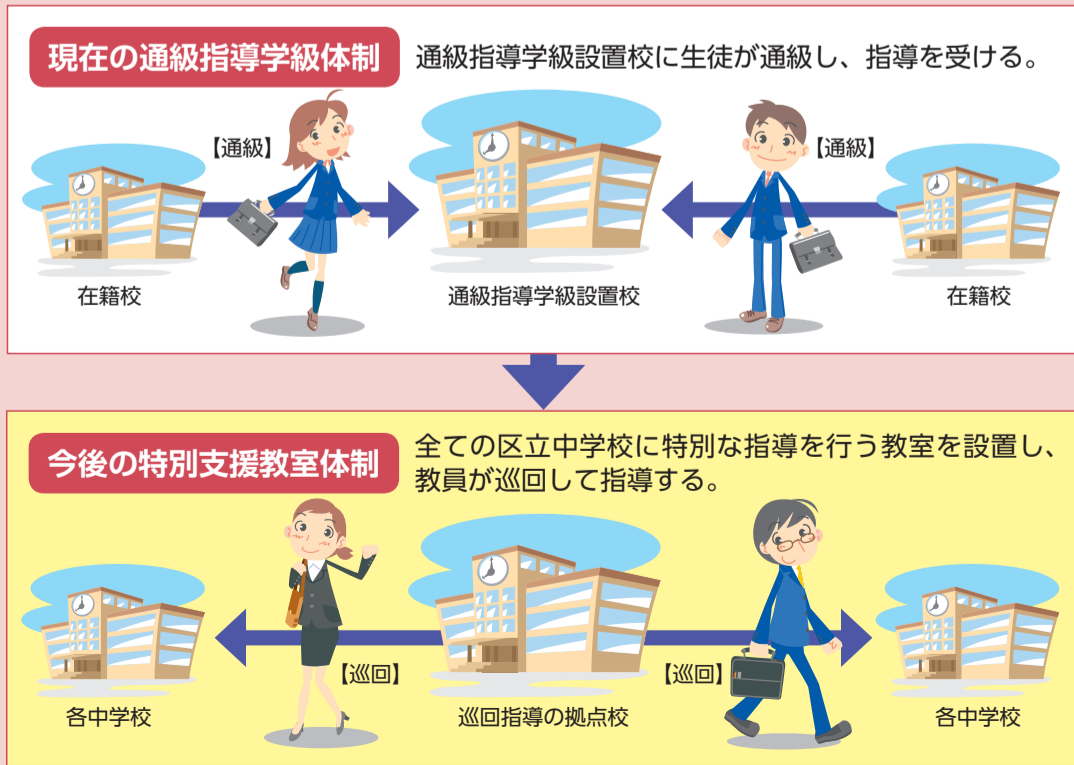 現在の通級指導学級体制
通級指導学級設置校に生徒が通級し、指導を受ける。
【通級】
【通級】
在籍校
通級指導学級設置校
在籍校
今後の特別支援教室体制
全ての区立中学校に特別な指導を行う教室を設置し、
教員が巡回して指導する。
【巡回】
【巡回】
各中学校
巡回指導の拠点校
各中学校